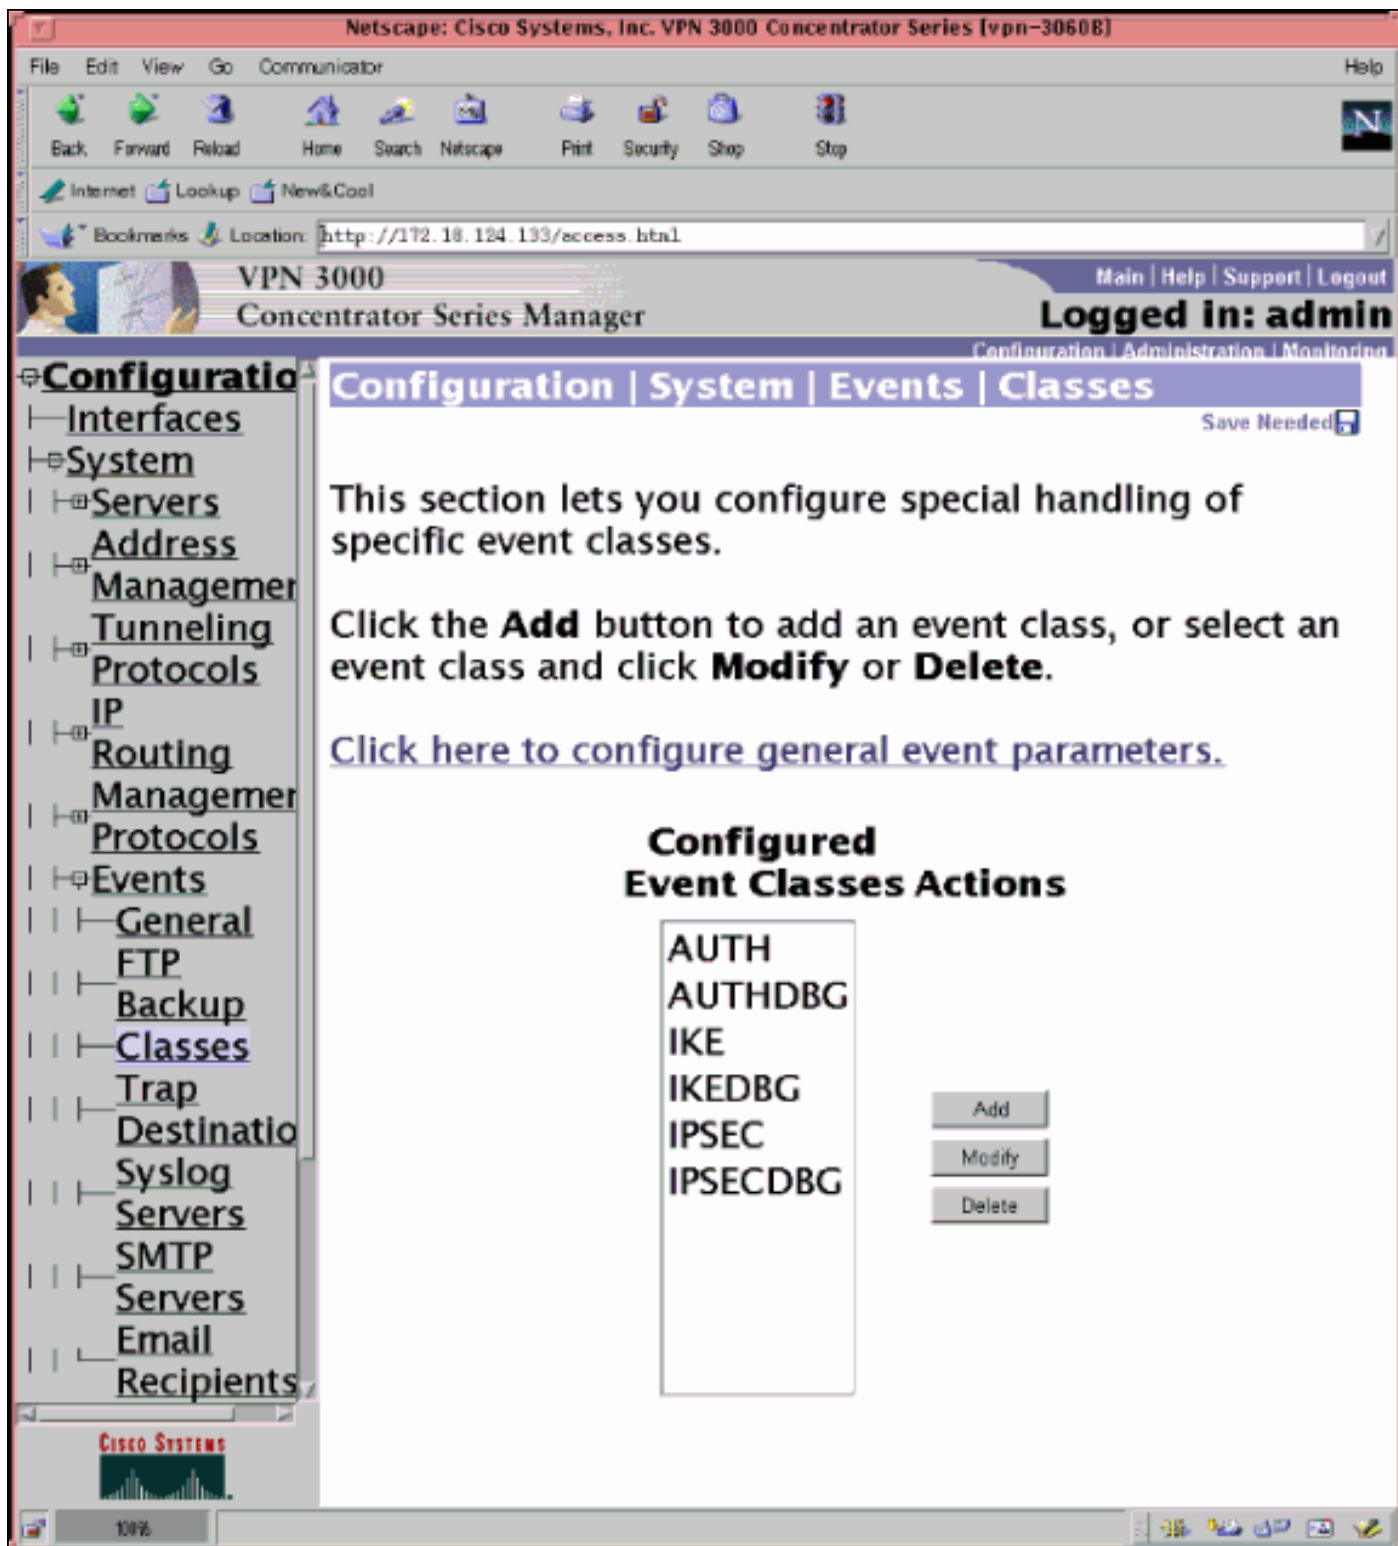 Netscape: Cisco Systems, Inc. VPN 3000 Concentrator Series [vpn-3060B]
File Edit View Go Communicator Help
Back Forward Reload Home Search Netscape Print Security Shop Stop
Internet Lookup New&Cool
Bookmarks Location: http://172.18.124.133/access.html
VPN 3000
Concentrator Series Manager
Main | Help | Support | Logout
Logged in: admin
Configuration | Administration | Monitoring
Configuratio
Interfaces
System
Servers
Address
Managemer
Tunneling
Protocols
IP
Routing
Managemer
Protocols
Events
General
FTP
Backup
Classes
Trap
Destinatio
Syslog
Servers
SMTP
Servers
Email
Recipients
CISCO SYSTEMS
Configuration | System | Events | Classes
Save Needed
This section lets you configure special handling of
specific event classes.
Click the Add button to add an event class, or select an
event class and click Modify or Delete.
Click here to configure general event parameters.
Configured
Event Classes Actions
AUTH
AUTHDBG
IKE
IKEDBG
IPSEC
IPSECDBG
Add
Modify
Delete
100%